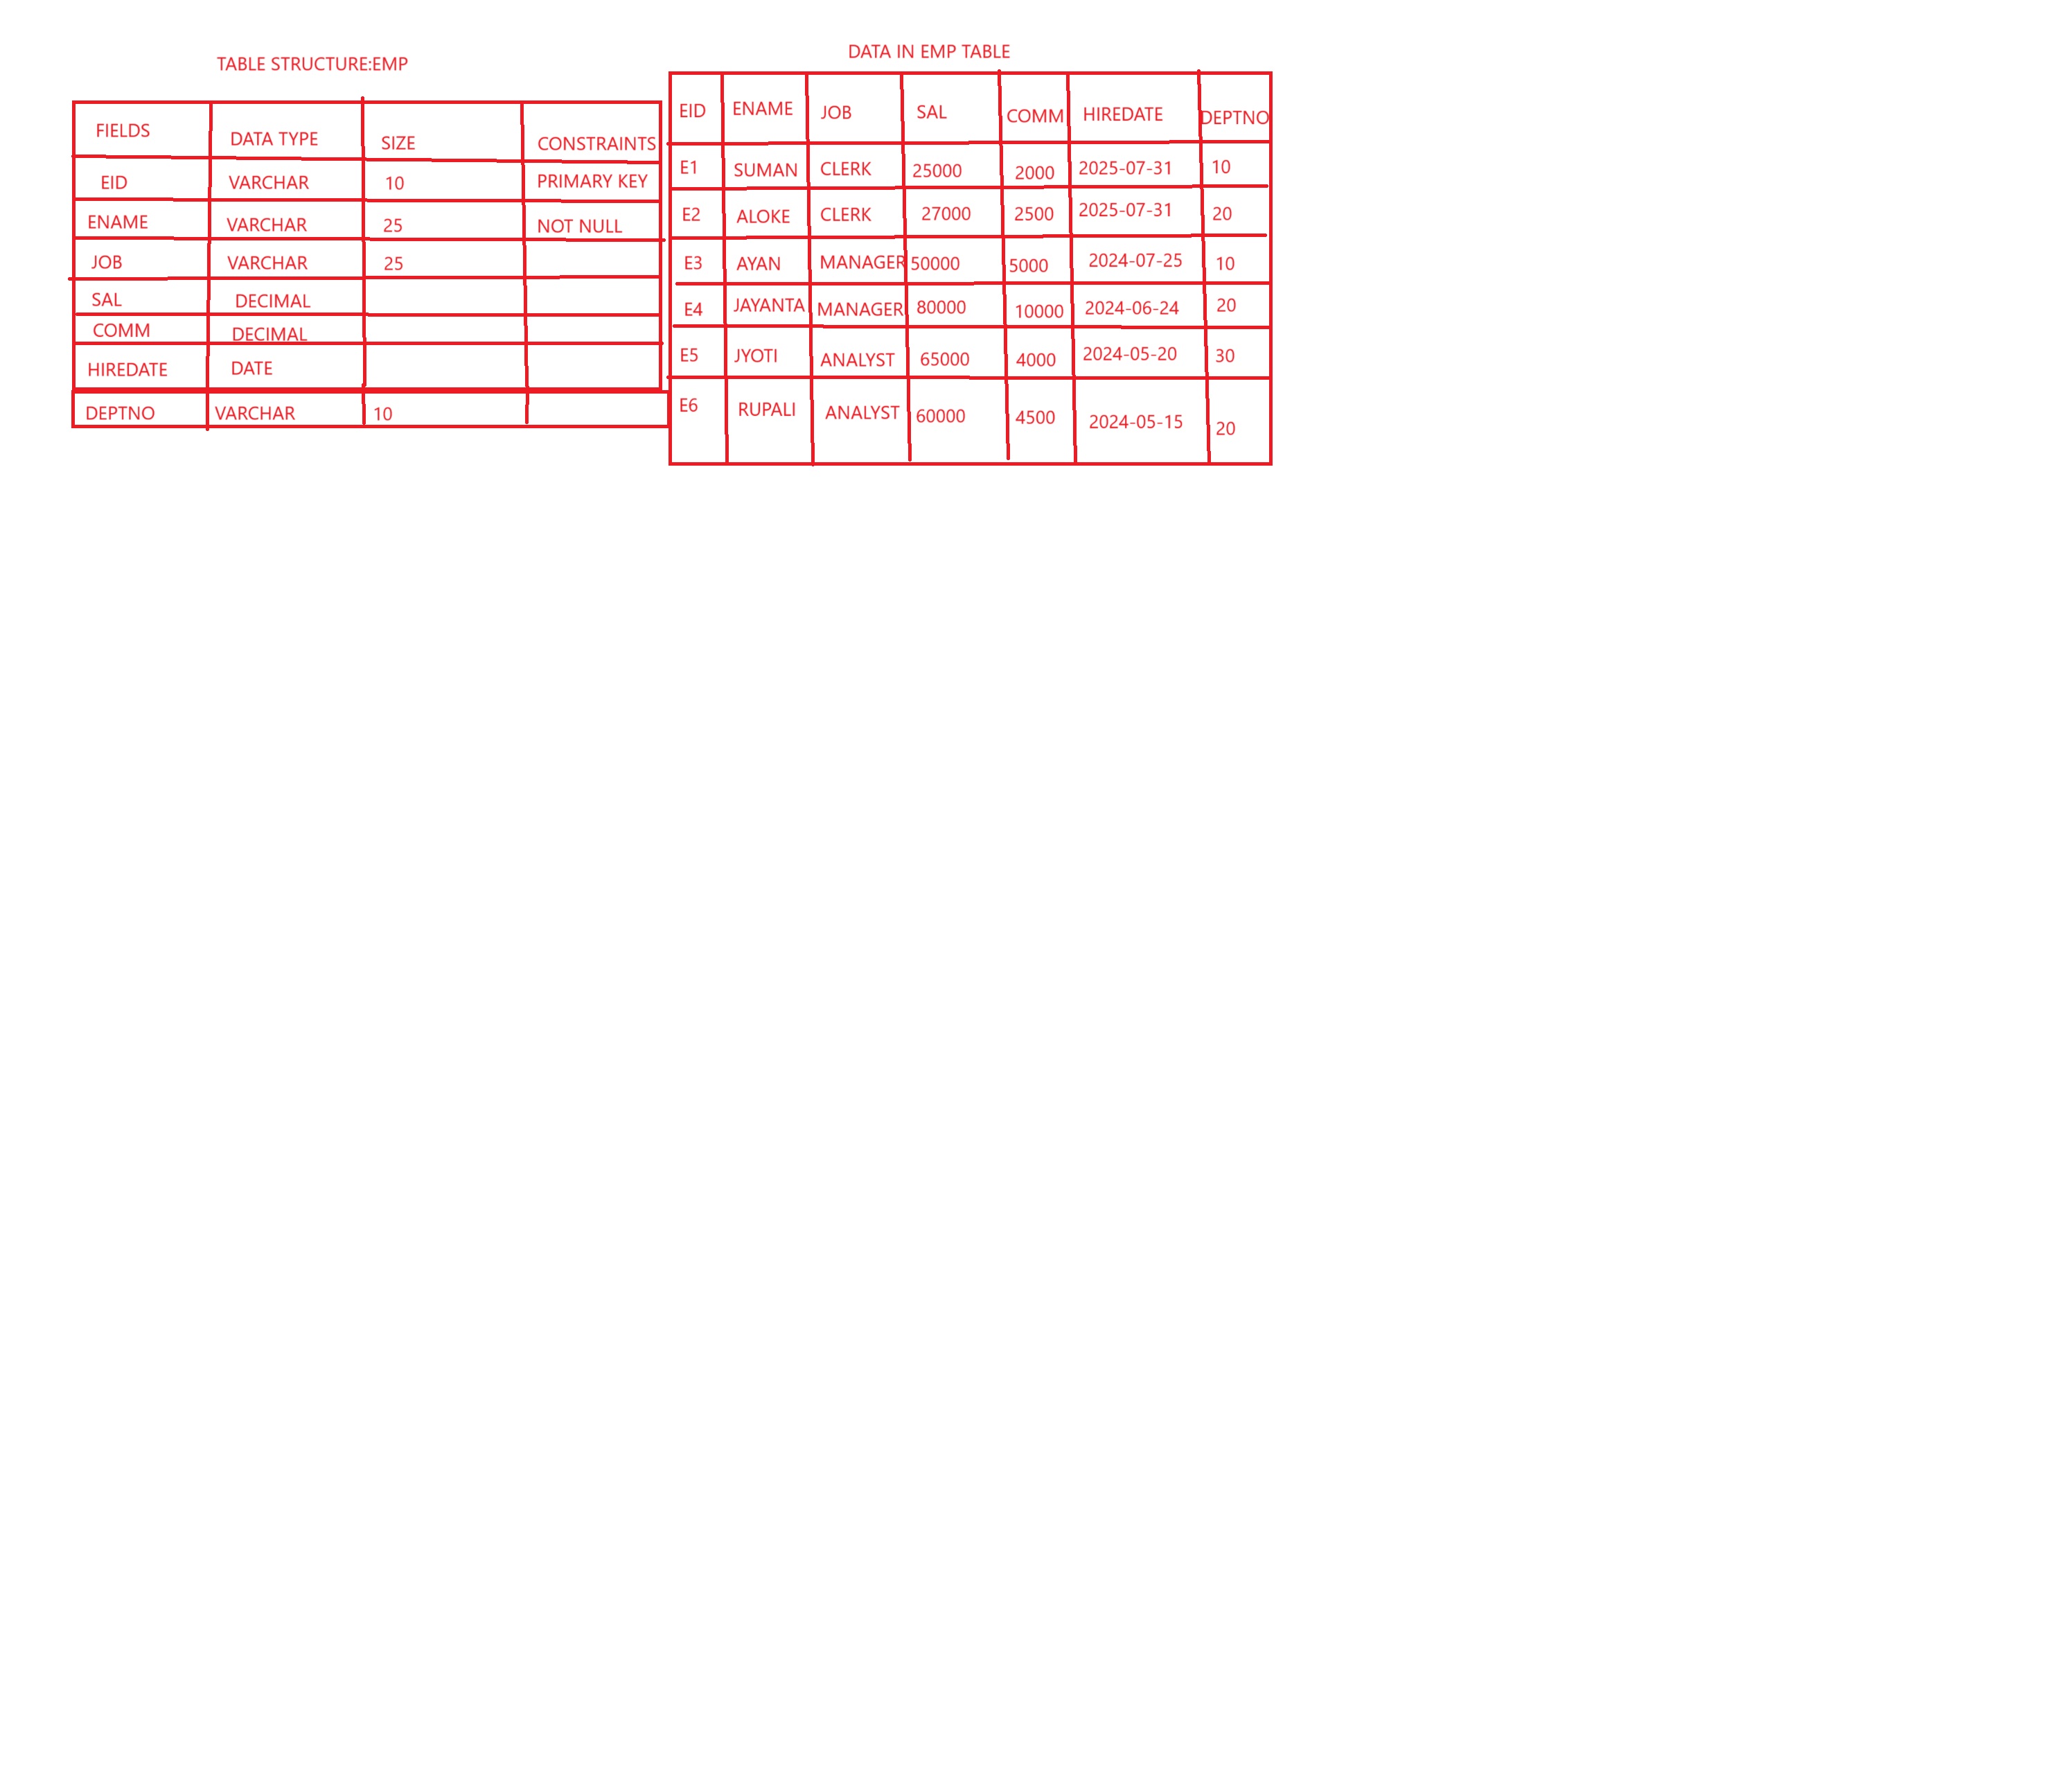 TABLE STRUCTURE:EMP
FIELDS DATA TYPE SIZE CONSTRAINTS
EID VARCHAR 10 PRIMARY KEY
ENAME VARCHAR 25 NOT NULL
JOB VARCHAR 25
SAL DECIMAL
COMM DECIMAL
HIREDATE DATE
DEPTNO VARCHAR 10
DATA IN EMP TABLE
EID ENAME JOB SAL COMM HIREDATE DEPTNO
E1 SUMAN CLERK 25000 2000 2025-07-31 10
E2 ALOKE CLERK 27000 2500 2025-07-31 20
E3 AYAN MANAGER 50000 5000 2024-07-25 10
E4 JAYANTA MANAGER 80000 10000 2024-06-24 20
E5 JYOTI ANALYST 65000 4000 2024-05-20 30
E6 RUPALI ANALYST 60000 4500 2024-05-15 20